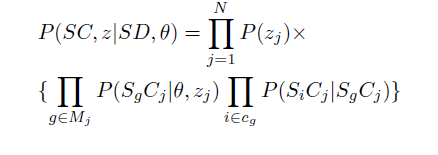 P(SC, z|SD, θ) = ∏_{j=1}^{N} P(z_j)×
{ ∏_{g∈M_j} P(S_gC_j|θ, z_j) ∏_{i∈c_g} P(S_iC_j|S_gC_j)}